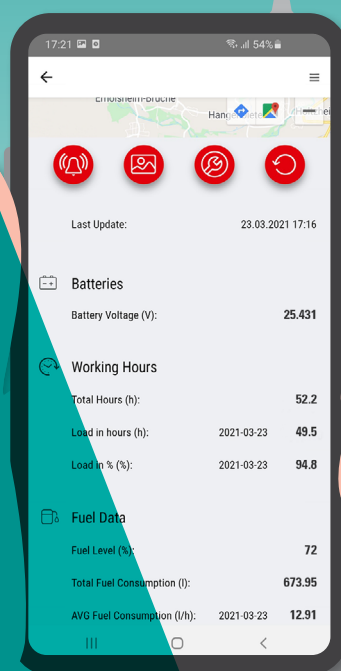 17:21 54%
Ernolsheim-Bruche
Last Update: 23.03.2021 17:16
Batteries
Battery Voltage (V): 25.431
Working Hours
Total Hours (h): 52.2
Load in hours (h): 2021-03-23 49.5
Load in % (%): 2021-03-23 94.8
Fuel Data
Fuel Level (%): 72
Total Fuel Consumption (l): 673.95
AVG Fuel Consumption (l/h): 2021-03-23 12.91